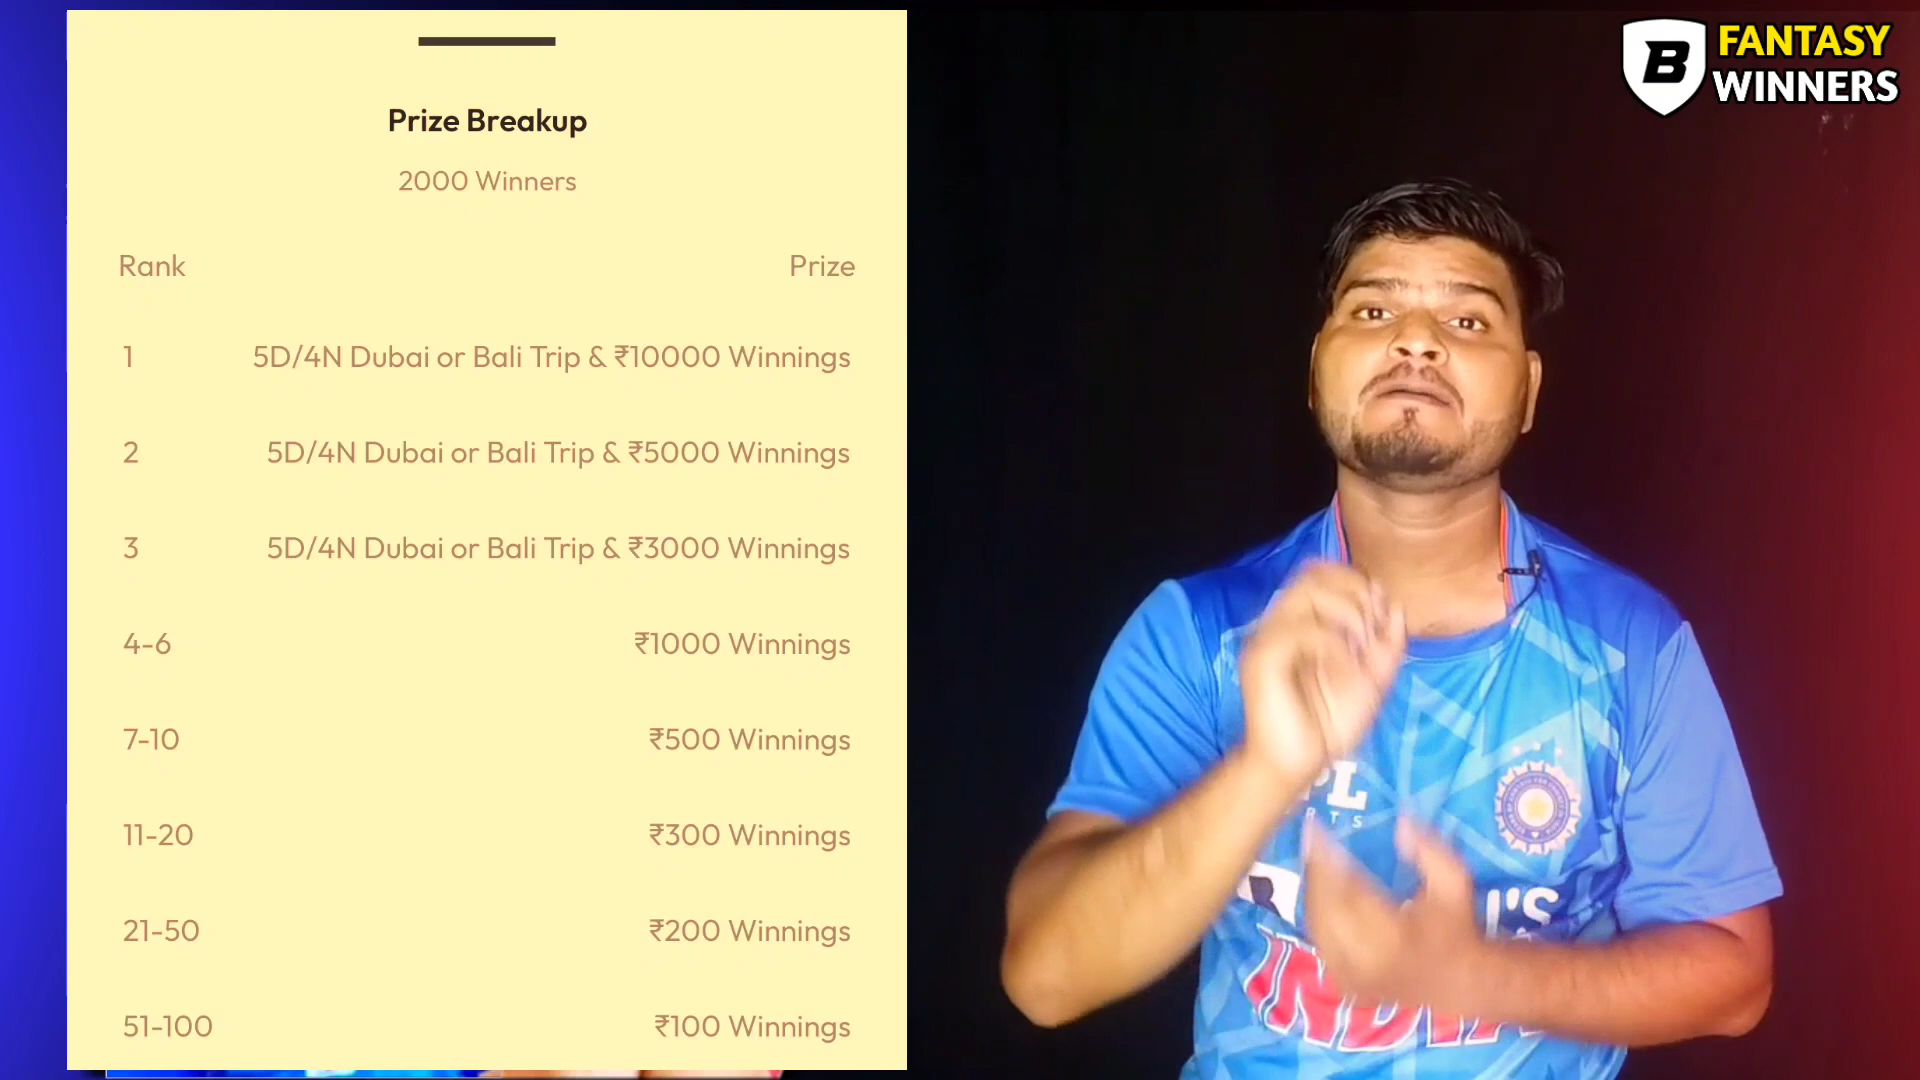 Prize Breakup
2000 Winners
Rank Prize
1 5D/4N Dubai or Bali Trip & ₹10000 Winnings
2 5D/4N Dubai or Bali Trip & ₹5000 Winnings
3 5D/4N Dubai or Bali Trip & ₹3000 Winnings
4-6 ₹1000 Winnings
7-10 ₹500 Winnings
11-20 ₹300 Winnings
21-50 ₹200 Winnings
51-100 ₹100 Winnings
B FANTASY
WINNERS
INDIA